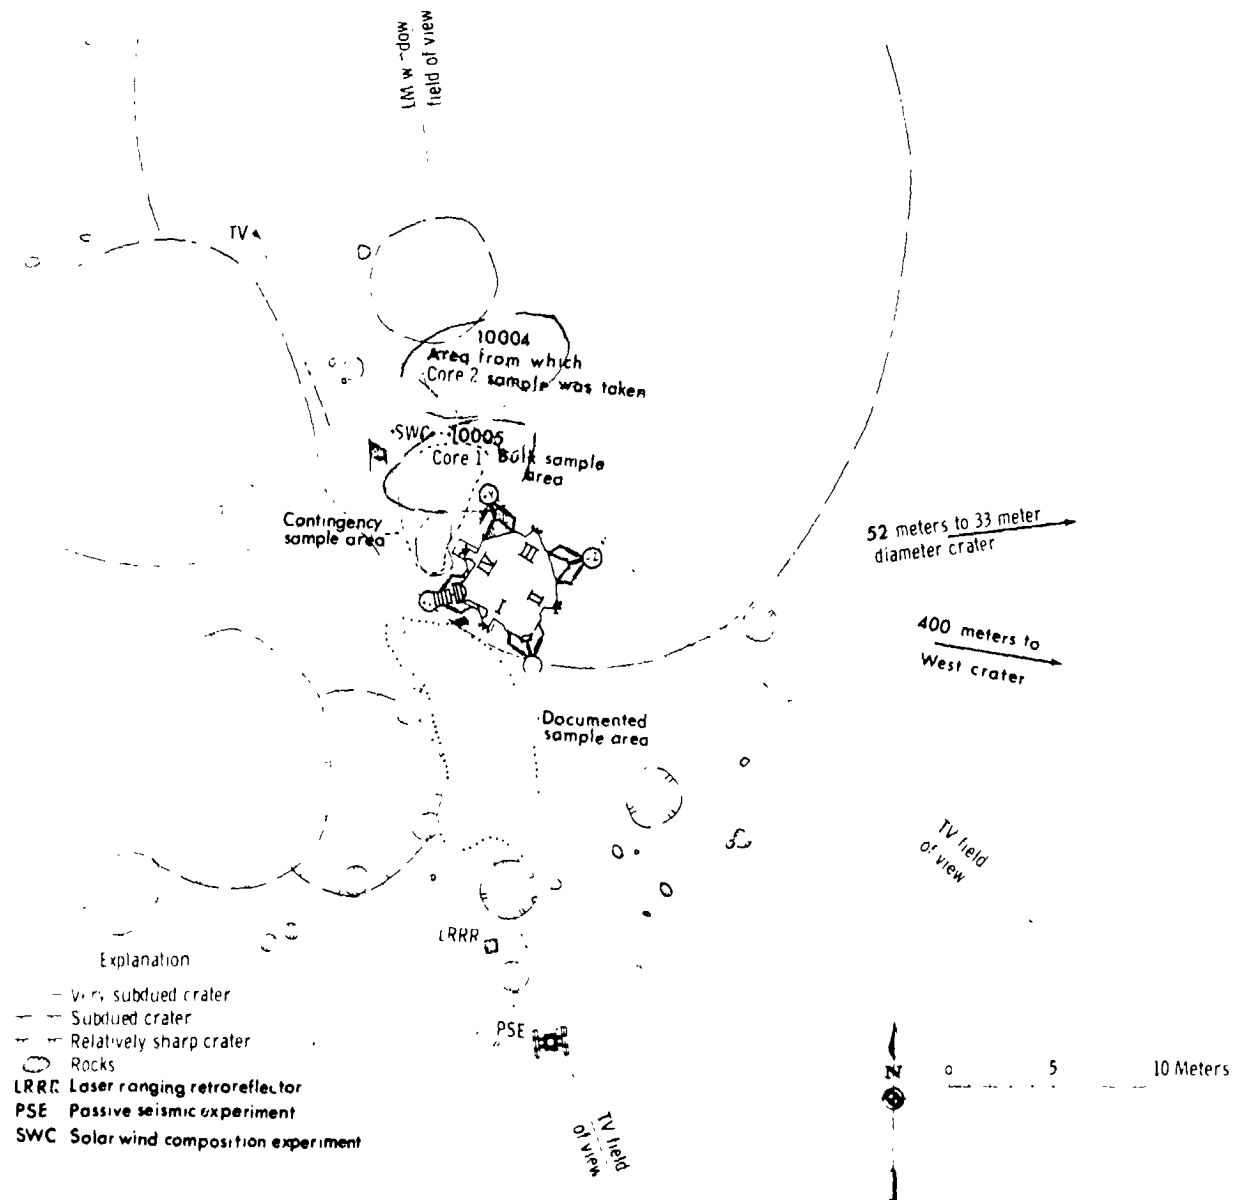 LM w
field of view
TV
10004
Area from which
Core 2 sample was taken
SWC 10005
Core 1 Bulk sample
area
Contingency
sample area
III
IV
II
I
52 meters to 33 meter
diameter crater
400 meters to
West crater
Documented
sample area
TV field
of view
LRRR
PSE
Explanation
subdued crater
Subdued crater
Relatively sharp crater
Rocks
LRRR Laser ranging retroreflector
PSE Passive seismic experiment
SWC Solar wind composition experiment
N
0 5 10 Meters
TV field
of view